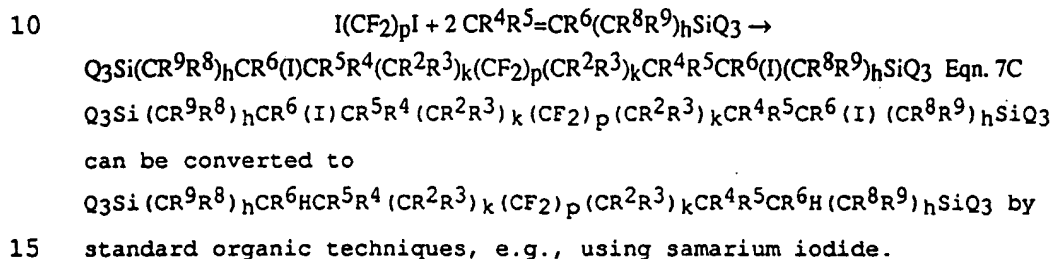 10 I(CF2)pI + 2 CR⁴R⁵=CR⁶(CR⁸R⁹)hSiQ3 →
Q3Si(CR⁹R⁸)hCR⁶(I)CR⁵R⁴(CR²R³)k(CF2)p(CR²R³)kCR⁴R⁵CR⁶(I)(CR⁸R⁹)hSiQ3 Eqn. 7C
Q3Si(CR⁹R⁸)hCR⁶(I)CR⁵R⁴(CR²R³)k(CF2)p(CR²R³)kCR⁴R⁵CR⁶(I)(CR⁸R⁹)hSiQ3
can be converted to
Q3Si(CR⁹R⁸)hCR⁶HCR⁵R⁴(CR²R³)k(CF2)p(CR²R³)kCR⁴R⁵CR⁶H(CR⁸R⁹)hSiQ3 by
15 standard organic techniques, e.g., using samarium iodide.